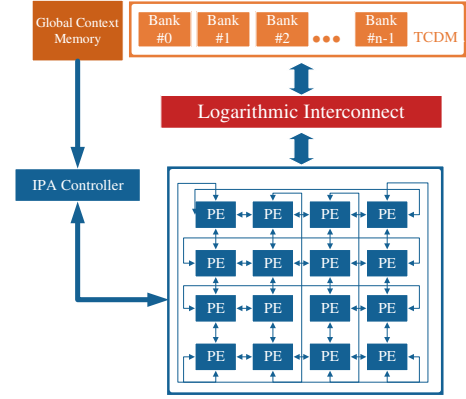 Global Context
Memory
Bank
#0
Bank
#1
Bank
#2
Bank
#n-1
TCDM
Logarithmic Interconnect
IPA Controller
PE PE PE PE
PE PE PE PE
PE PE PE PE
PE PE PE PE